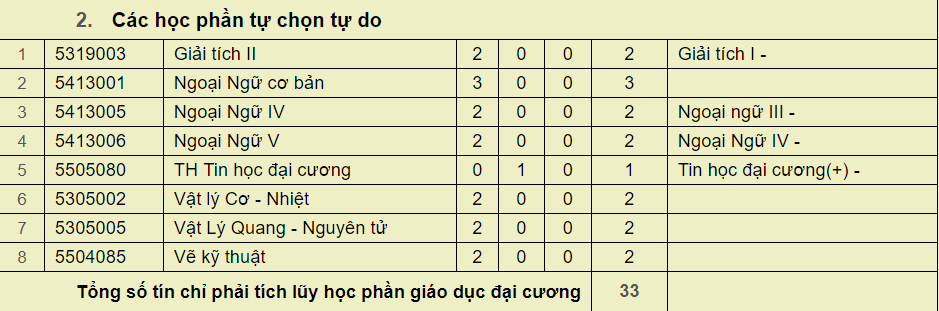 2. Các học phần tự chọn tự do
1 5319003 Giải tích II 2 0 0 2 Giải tích I -
2 5413001 Ngoại Ngữ cơ bản 3 0 0 3
3 5413005 Ngoại Ngữ IV 2 0 0 2 Ngoại ngữ III -
4 5413006 Ngoại Ngữ V 2 0 0 2 Ngoại Ngữ IV -
5 5505080 TH Tin học đại cương 0 1 0 1 Tin học đại cương(+) -
6 5305002 Vật lý Cơ - Nhiệt 2 0 0 2
7 5305005 Vật Lý Quang - Nguyên tử 2 0 0 2
8 5504085 Vẽ kỹ thuật 2 0 0 2
Tổng số tín chỉ phải tích lũy học phần giáo dục đại cương 33